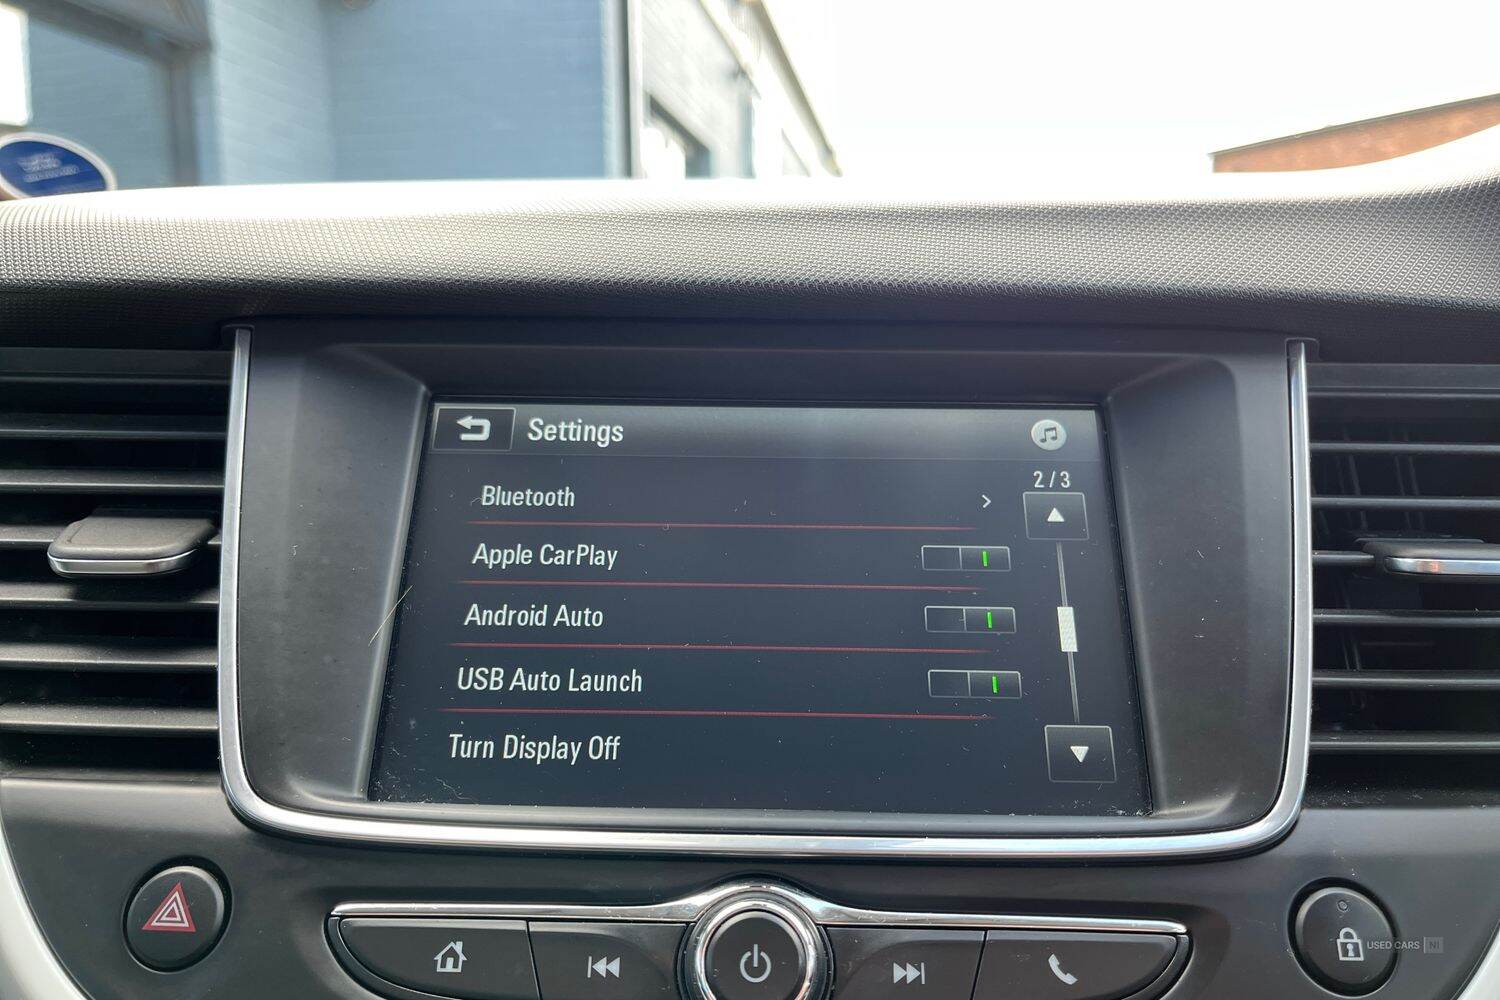 Settings
2/3
Bluetooth
Apple CarPlay
Android Auto
USB Auto Launch
Turn Display Off
USED CARS NI